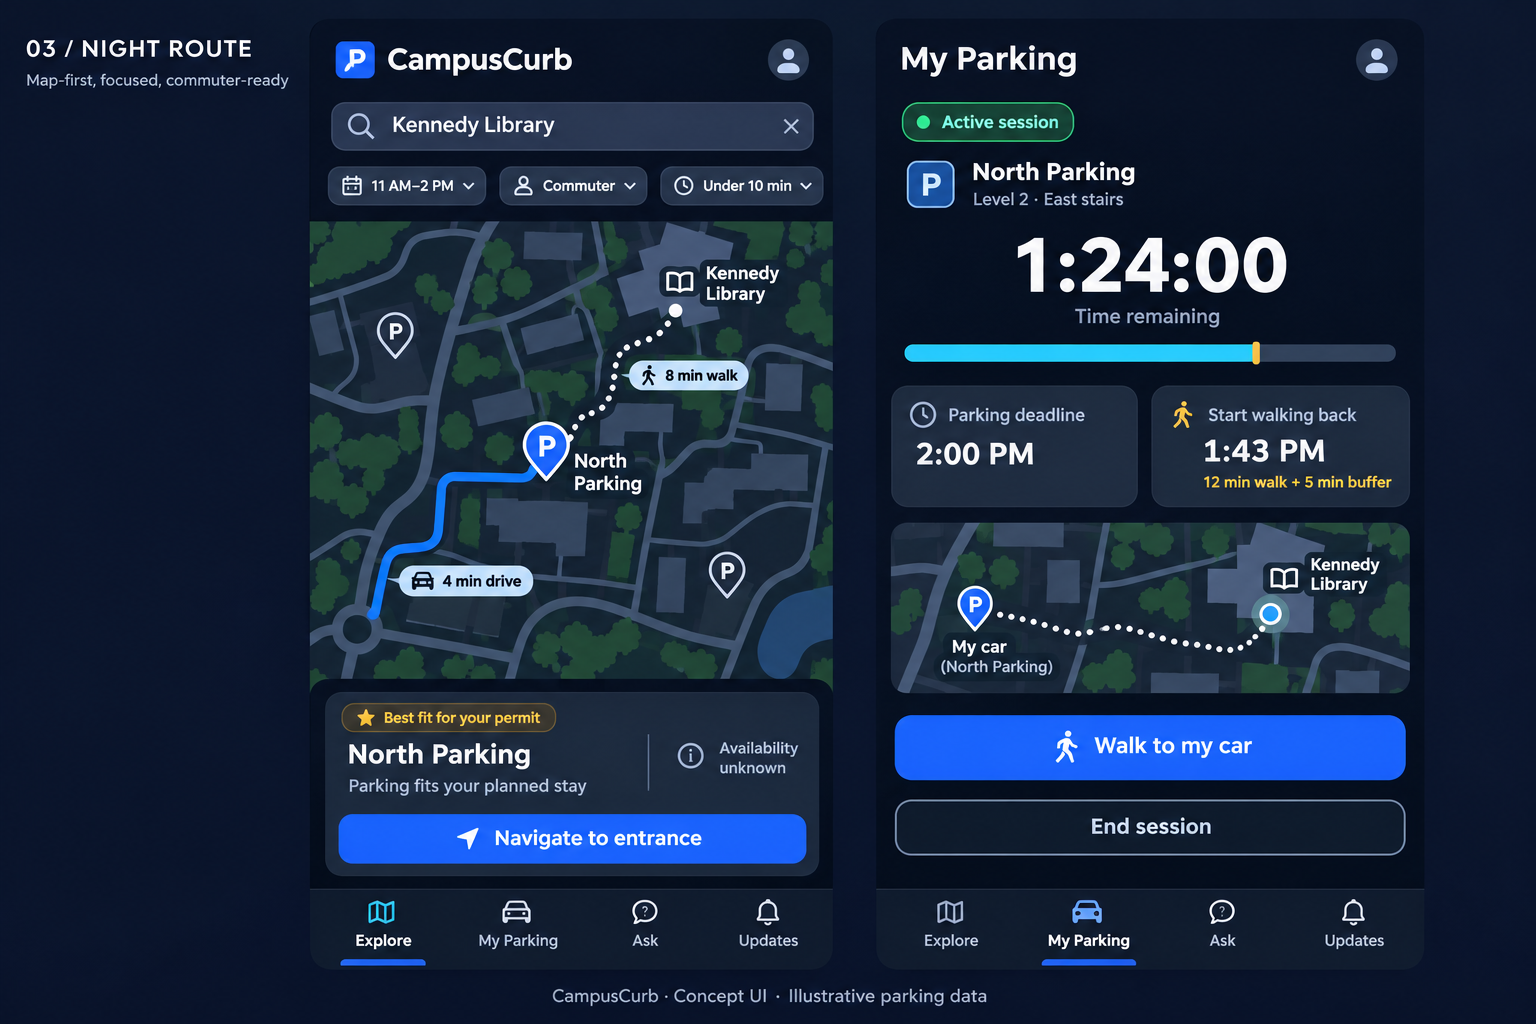 03 / NIGHT ROUTE
Map-first, focused, commuter-ready
P CampusCurb
Kennedy Library
11 AM–2 PM
Commuter
Under 10 min
Kennedy
Library
P
8 min walk
P
North
Parking
P
4 min drive
Best fit for your permit
North Parking
Parking fits your planned stay
Availability
unknown
Navigate to entrance
Explore
My Parking
? Ask
Updates
My Parking
Active session
P
North Parking
Level 2 · East stairs
1:24:00
Time remaining
Parking deadline
2:00 PM
Start walking back
1:43 PM
12 min walk + 5 min buffer
Kennedy
Library
P
My car
(North Parking)
Walk to my car
End session
Explore
My Parking
? Ask
Updates
CampusCurb · Concept UI · Illustrative parking data